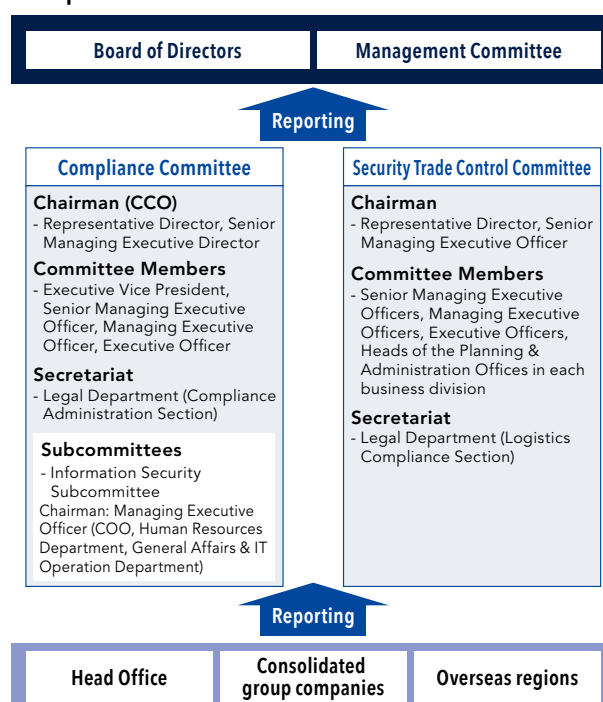 Board of Directors
Management Committee
Reporting
Compliance Committee
Chairman (CCO)
- Representative Director, Senior
Managing Executive Director
Committee Members
- Executive Vice President,
Senior Managing Executive
Officer, Managing Executive
Officer, Executive Officer
Secretariat
- Legal Department (Compliance
Administration Section)
Subcommittees
- Information Security
Subcommittee
Chairman: Managing Executive
Officer (COO, Human Resources
Department, General Affairs & IT
Operation Department)
Security Trade Control Committee
Chairman
- Representative Director, Senior
Managing Executive Officer
Committee Members
- Senior Managing Executive
Officers, Managing Executive
Officers, Executive Officers,
Heads of the Planning &
Administration Offices in each
business division
Secretariat
- Legal Department (Logistics
Compliance Section)
Reporting
Head Office
Consolidated
group companies
Overseas regions